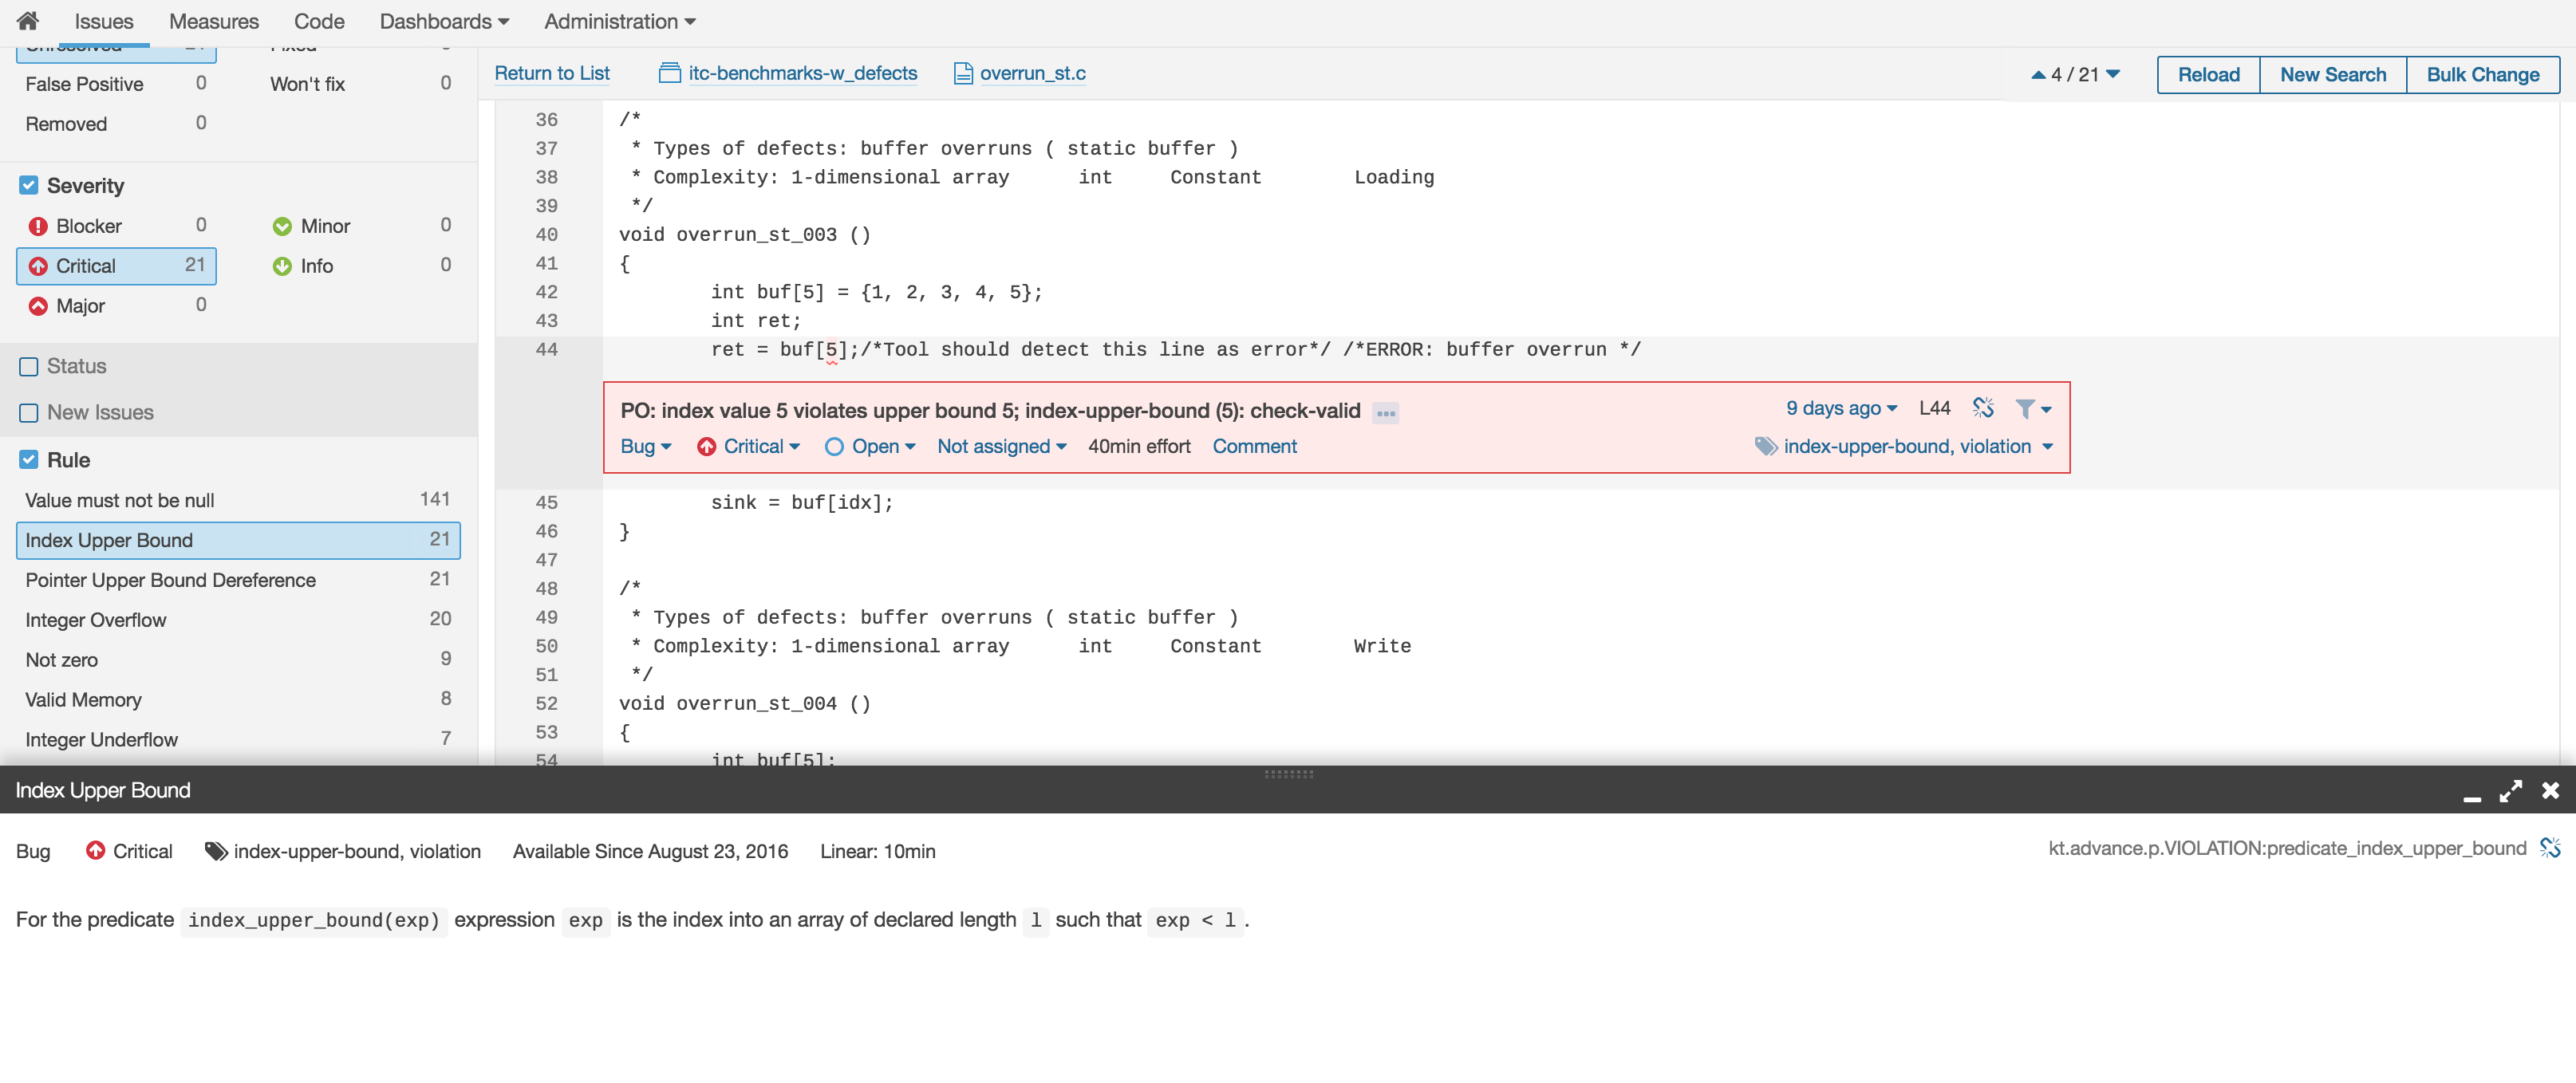 Issues Measures Code Dashboards Administration
Unresolved 21 Fixed
False Positive 0 Won't fix 0
Removed 0
Severity
Blocker 0 Minor 0
Critical 21 Info 0
Major 0
Status
New Issues
Rule
Value must not be null 141
Index Upper Bound 21
Pointer Upper Bound Dereference 21
Integer Overflow 20
Not zero 9
Valid Memory 8
Integer Underflow 7
Return to List itc-benchmarks-w_defects overrun_st.c 4 / 21 Reload New Search Bulk Change
36 /*
37 * Types of defects: buffer overruns ( static buffer )
38 * Complexity: 1-dimensional array int Constant Loading
39 */
40 void overrun_st_003 ()
41 {
42 int buf[5] = {1, 2, 3, 4, 5};
43 int ret;
44 ret = buf[5];/*Tool should detect this line as error*/ /*ERROR: buffer overrun */
PO: index value 5 violates upper bound 5; index-upper-bound (5): check-valid ... 9 days ago L44
Bug Critical Open Not assigned 40min effort Comment index-upper-bound, violation
45 sink = buf[idx];
46 }
47
48 /*
49 * Types of defects: buffer overruns ( static buffer )
50 * Complexity: 1-dimensional array int Constant Write
51 */
52 void overrun_st_004 ()
53 {
54 int buf[5];
Index Upper Bound
Bug Critical index-upper-bound, violation Available Since August 23, 2016 Linear: 10min kt.advance.p.VIOLATION:predicate_index_upper_bound
For the predicate index_upper_bound(exp) expression exp is the index into an array of declared length l such that exp < l.